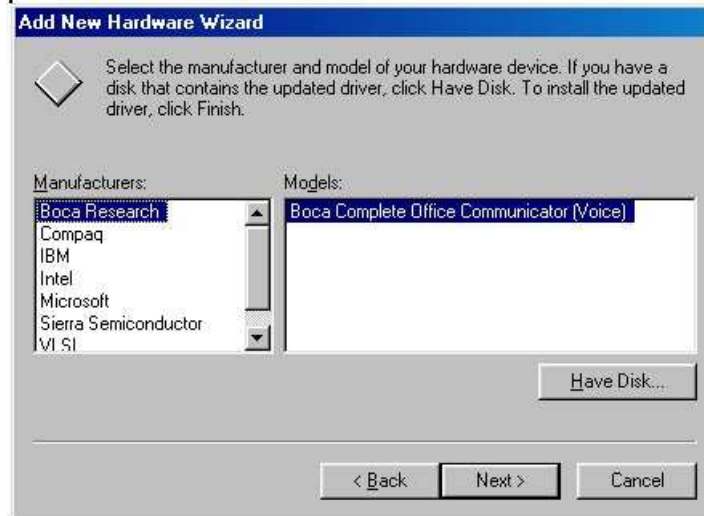 Add New Hardware Wizard
Select the manufacturer and model of your hardware device. If you have a
disk that contains the updated driver, click Have Disk. To install the updated
driver, click Finish.
Manufacturers:
Models:
Boca Research
Boca Complete Office Communicator (Voice)
Compaq
IBM
Intel
Microsoft
Sierra Semiconductor
VLSI
Have Disk...
< Back
Next >
Cancel